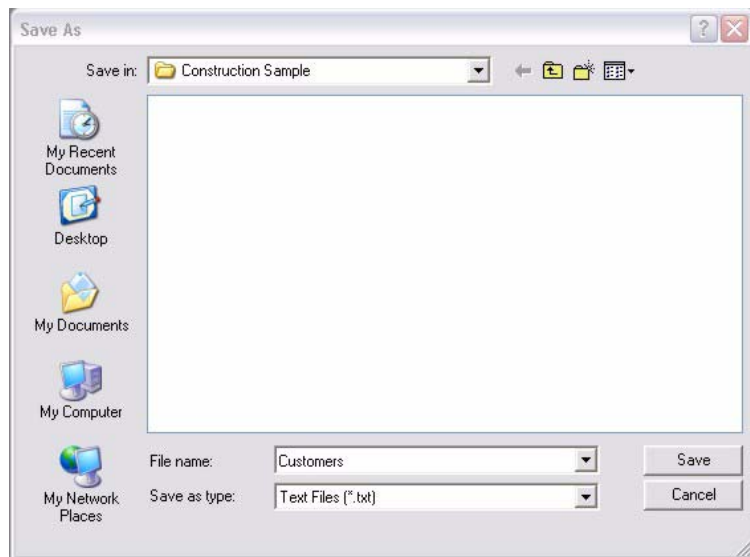 Save As
?
Save in: Construction Sample
My Recent
Documents
Desktop
My Documents
My Computer
My Network
Places
File name: Customers
Save
Save as type: Text Files (*.txt)
Cancel